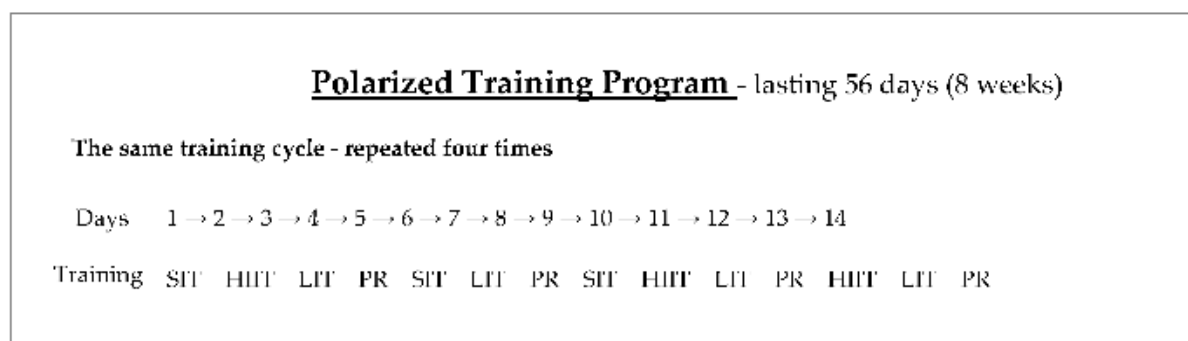 Polarized Training Program - lasting 56 days (8 weeks)
The same training cycle - repeated four times
Days 1 → 2 → 3 → 4 → 5 → 6 → 7 → 8 → 9 → 10 → 11 → 12 → 13 → 14
Training SIT HIIT LIT PR SIT LIT PR SIT HIIT LIT PR HIIT LIT PR